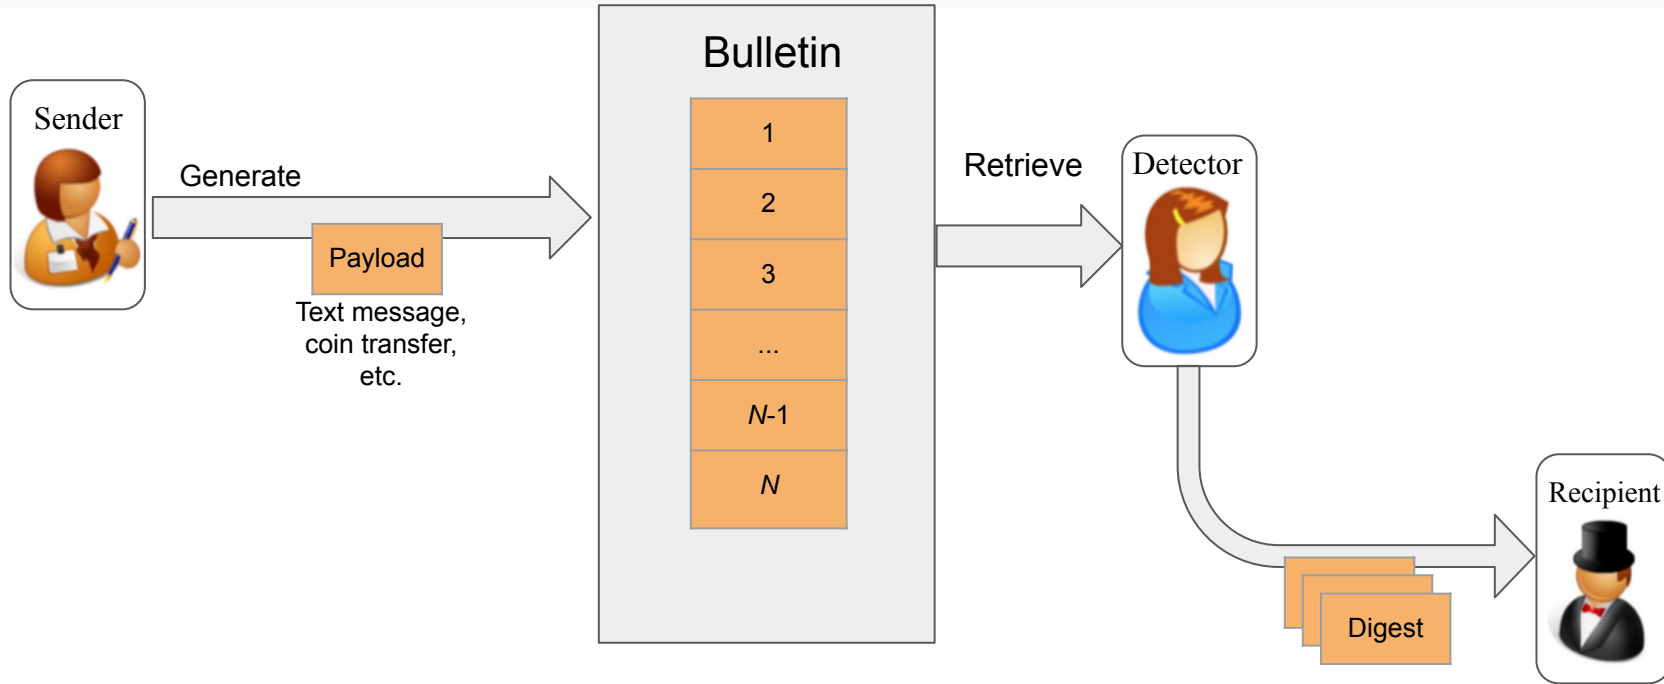 Sender
Generate
Payload
Text message,
coin transfer,
etc.
Bulletin
1
2
3
...
N-1
N
Retrieve
Detector
Digest
Recipient